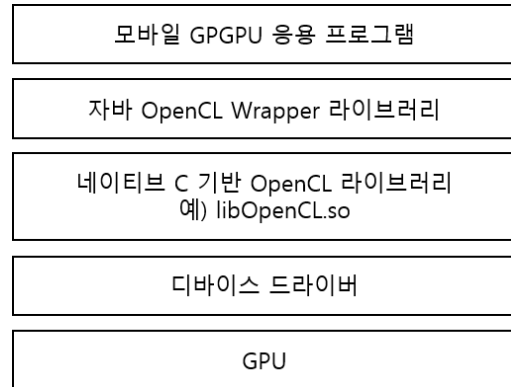 모바일 GPGPU 응용 프로그램
자바 OpenCL Wrapper 라이브러리
네이티브 C 기반 OpenCL 라이브러리
예) libOpenCL.so
디바이스 드라이버
GPU